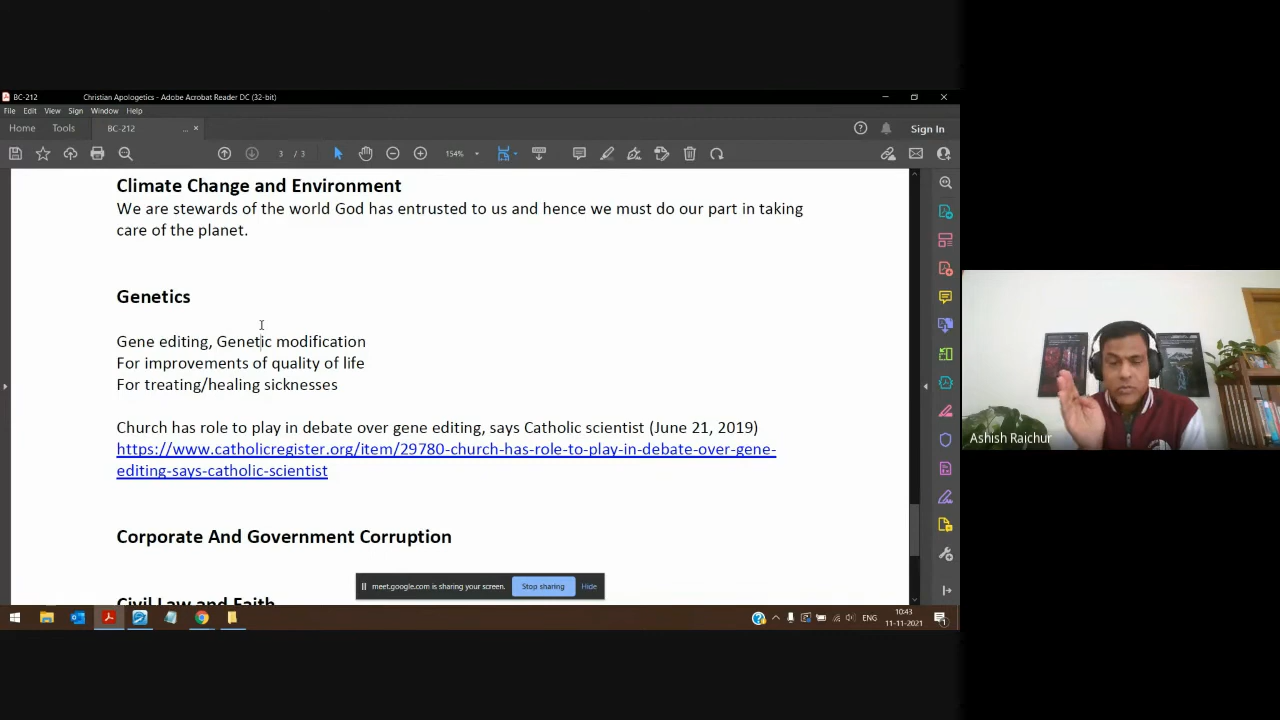 BC-212 Christian Apologetics - Adobe Acrobat Reader DC (32-bit)
File Edit View Sign Window Help
Home Tools BC-212 ... × Sign In
3 / 3 154%
Climate Change and Environment
We are stewards of the world God has entrusted to us and hence we must do our part in taking
care of the planet.
Genetics
Gene editing, Genetic modification
For improvements of quality of life
For treating/healing sicknesses
Church has role to play in debate over gene editing, says Catholic scientist (June 21, 2019)
https://www.catholicregister.org/item/29780-church-has-role-to-play-in-debate-over-gene-
editing-says-catholic-scientist
Corporate And Government Corruption
Civil Law and Faith
meet.google.com is sharing your screen. Stop sharing Hide
ENG 10:43
11-11-2021
Ashish Raichur